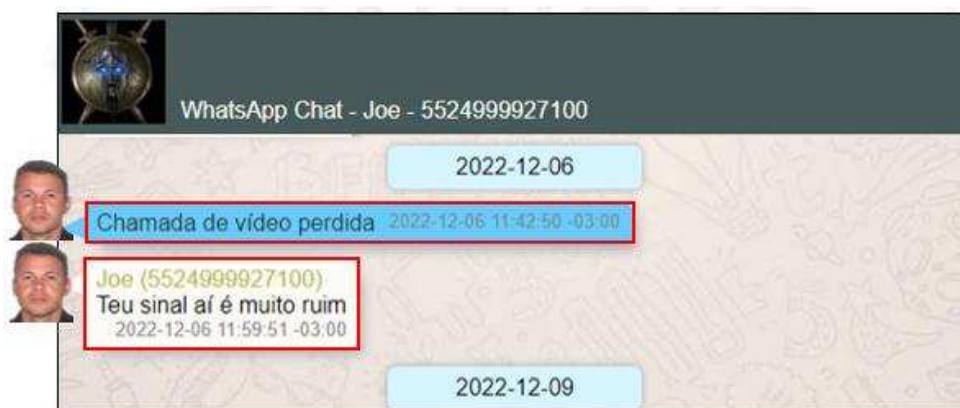 WhatsApp Chat - Joe - 5524999927100
2022-12-06
Chamada de vídeo perdida 2022-12-06 11:42:50 -03:00
Joe (5524999927100)
Teu sinal aí é muito ruim
2022-12-06 11:59:51 -03:00
2022-12-09